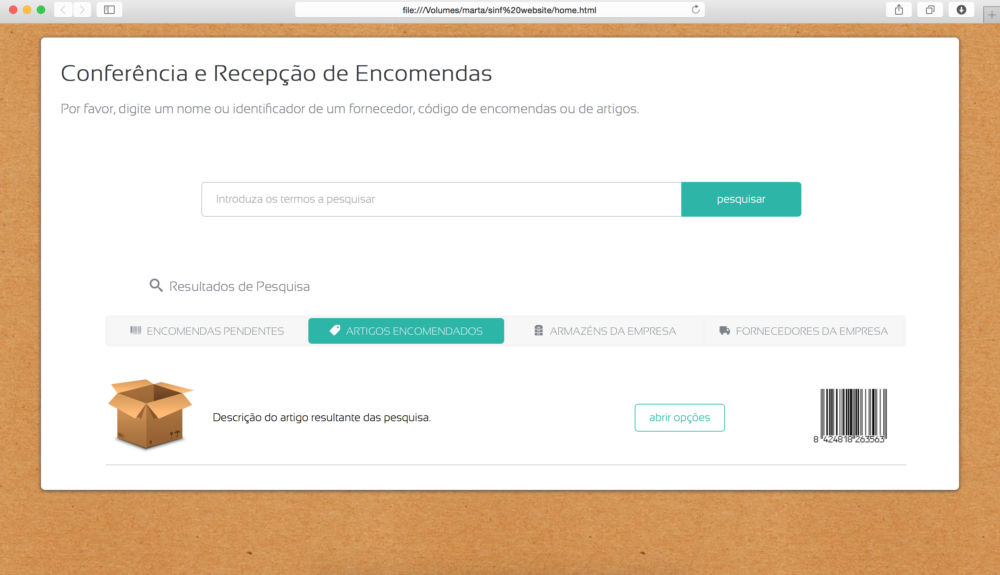 file:///Volumes/marta/sinf%20website/home.html
Conferência e Recepção de Encomendas
Por favor, digite um nome ou identificador de um fornecedor, código de encomendas ou de artigos.
Introduza os termos a pesquisar
pesquisar
Resultados de Pesquisa
ENCOMENDAS PENDENTES
ARTIGOS ENCOMENDADOS
ARMAZÉNS DA EMPRESA
FORNECEDORES DA EMPRESA
Descrição do artigo resultante das pesquisa.
abrir opções
8 424818 263563